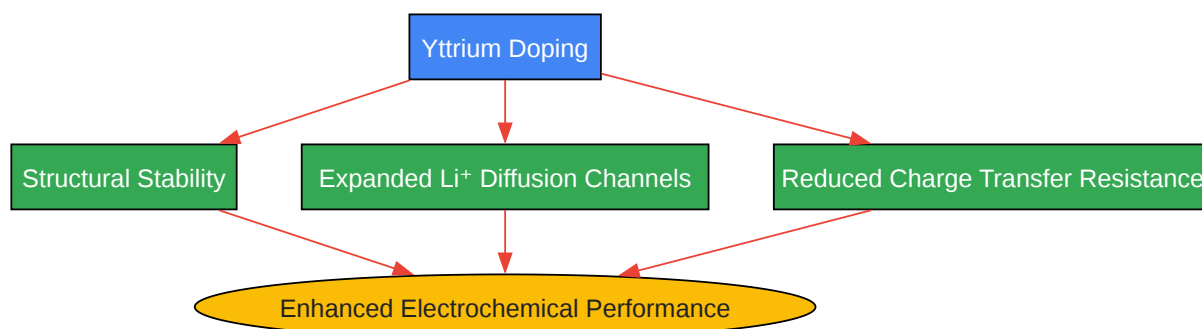 Yttrium Doping
Structural Stability
Expanded Li⁺ Diffusion Channels
Reduced Charge Transfer Resistance
Enhanced Electrochemical Performance